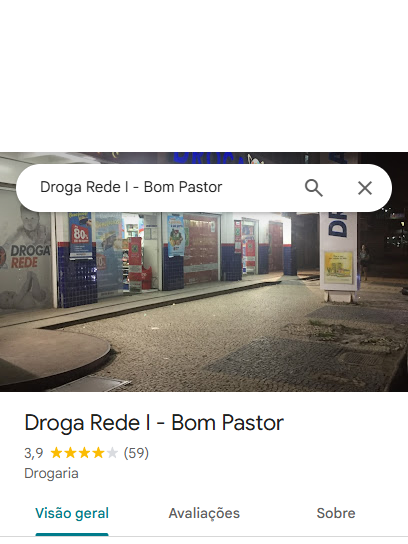 Droga Rede I - Bom Pastor
80%
DROGA
REDE
Droga Rede I - Bom Pastor
3,9 (59)
Drogaria
Visão geral
Avaliações
Sobre